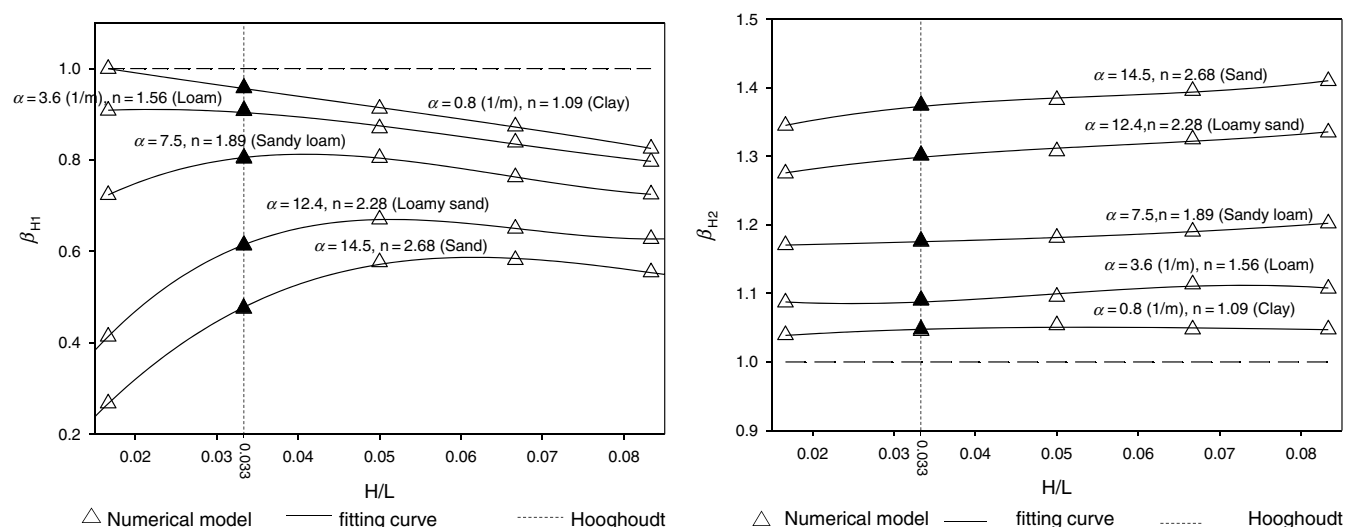 1.0
0.8
0.6
0.4
0.2
βH1
α = 3.6 (1/m), n = 1.56 (Loam)
α = 0.8 (1/m), n = 1.09 (Clay)
α = 7.5, n = 1.89 (Sandy loam)
α = 12.4, n = 2.28 (Loamy sand)
α = 14.5, n = 2.68 (Sand)
0.02 0.03 0.04 0.05 0.06 0.07 0.08
0.033
H/L
Numerical model fitting curve Hooghoudt
1.5
1.4
1.3
1.2
1.1
1.0
0.9
βH2
α = 14.5, n = 2.68 (Sand)
α = 12.4,n = 2.28 (Loamy sand)
α = 7.5,n = 1.89 (Sandy loam)
α = 3.6 (1/m), n = 1.56 (Loam)
α = 0.8 (1/m), n = 1.09 (Clay)
0.02 0.03 0.04 0.05 0.06 0.07 0.08
0.033
H/L
Numerical model fitting curve Hooghoudt